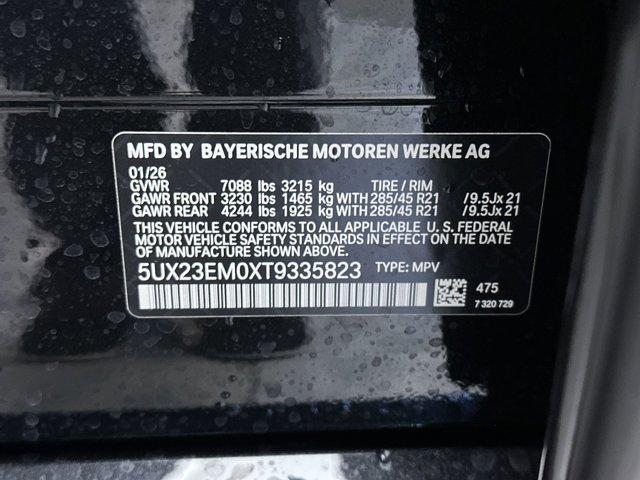 MFD BY BAYERISCHE MOTOREN WERKE AG
01/26
GVWR 7088 lbs 3215 kg TIRE / RIM
GAWR FRONT 3230 lbs 1465 kg WITH 285/45 R21 /9.5Jx 21
GAWR REAR 4244 lbs 1925 kg WITH 285/45 R21 /9.5Jx 21
THIS VEHICLE CONFORMS TO ALL APPLICABLE U. S. FEDERAL
MOTOR VEHICLE SAFETY STANDARDS IN EFFECT ON THE DATE
OF MANUFACTURE SHOWN ABOVE.
5UX23EM0XT9335823 TYPE: MPV
475
7 320 729